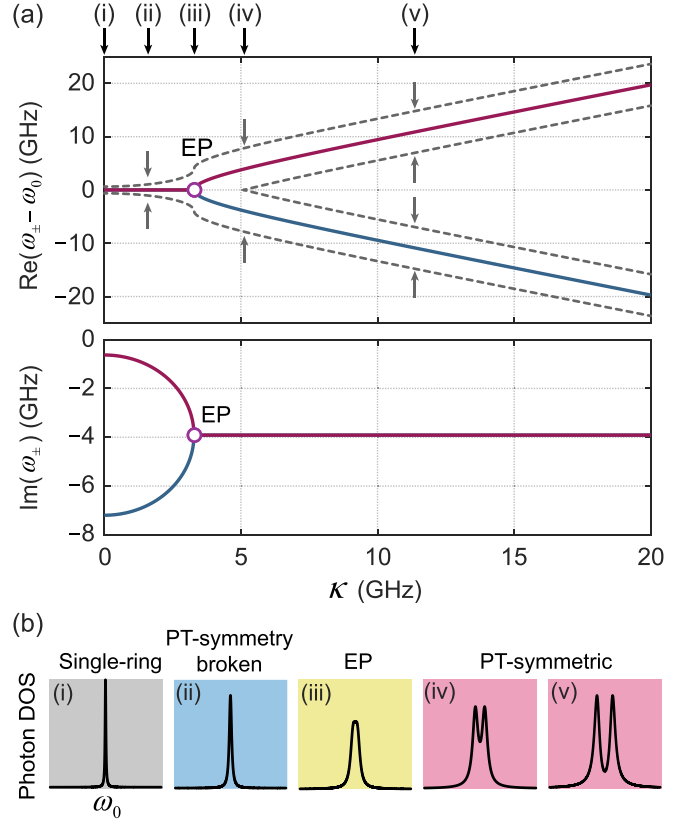 (a)
(i) (ii) (iii) (iv) (v)
Re(ω± − ω0) (GHz)
20
10
0
−10
−20
EP
Im(ω±) (GHz)
0
−2
−4
−6
−8
EP
0 5 10 15 20
κ (GHz)
(b)
Single-ring
PT-symmetry
broken
EP
PT-symmetric
Photon DOS
(i) (ii) (iii) (iv) (v)
ω0